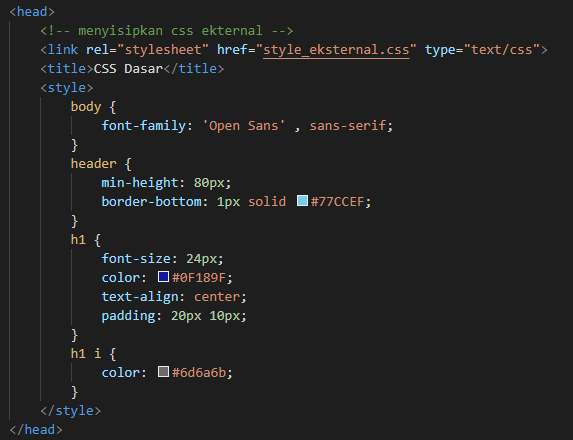 <head>
<!-- menyisipkan css ekternal -->
<link rel="stylesheet" href="style_eksternal.css" type="text/css">
<title>CSS Dasar</title>
<style>
body {
font-family: 'Open Sans' , sans-serif;
}
header {
min-height: 80px;
border-bottom: 1px solid #77CCEF;
}
h1 {
font-size: 24px;
color: #0F189F;
text-align: center;
padding: 20px 10px;
}
h1 i {
color: #6d6a6b;
}
</style>
</head>